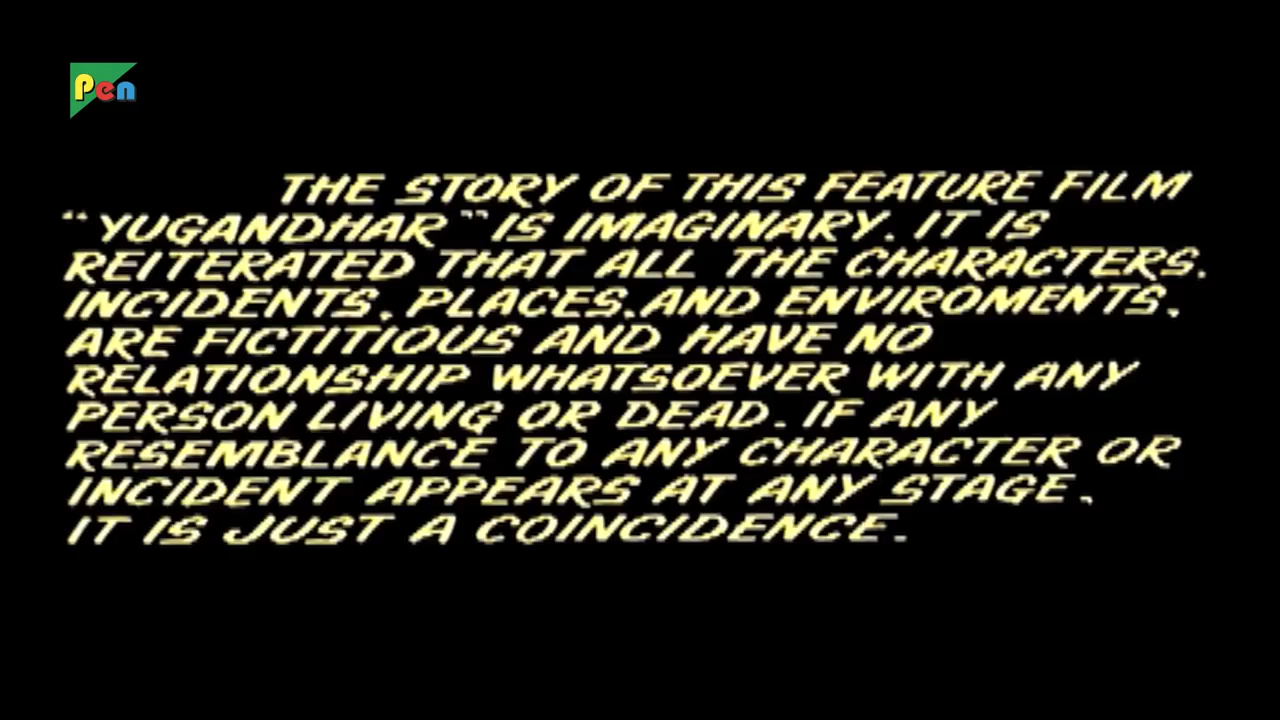 Pen
THE STORY OF THIS FEATURE FILM
"YUGANDHAR" IS IMAGINARY. IT IS
REITERATED THAT ALL THE CHARACTERS,
INCIDENTS, PLACES,AND ENVIROMENTS,
ARE FICTITIOUS AND HAVE NO
RELATIONSHIP WHATSOEVER WITH ANY
PERSON LIVING OR DEAD. IF ANY
RESEMBLANCE TO ANY CHARACTER OR
INCIDENT APPEARS AT ANY STAGE,
IT IS JUST A COINCIDENCE.